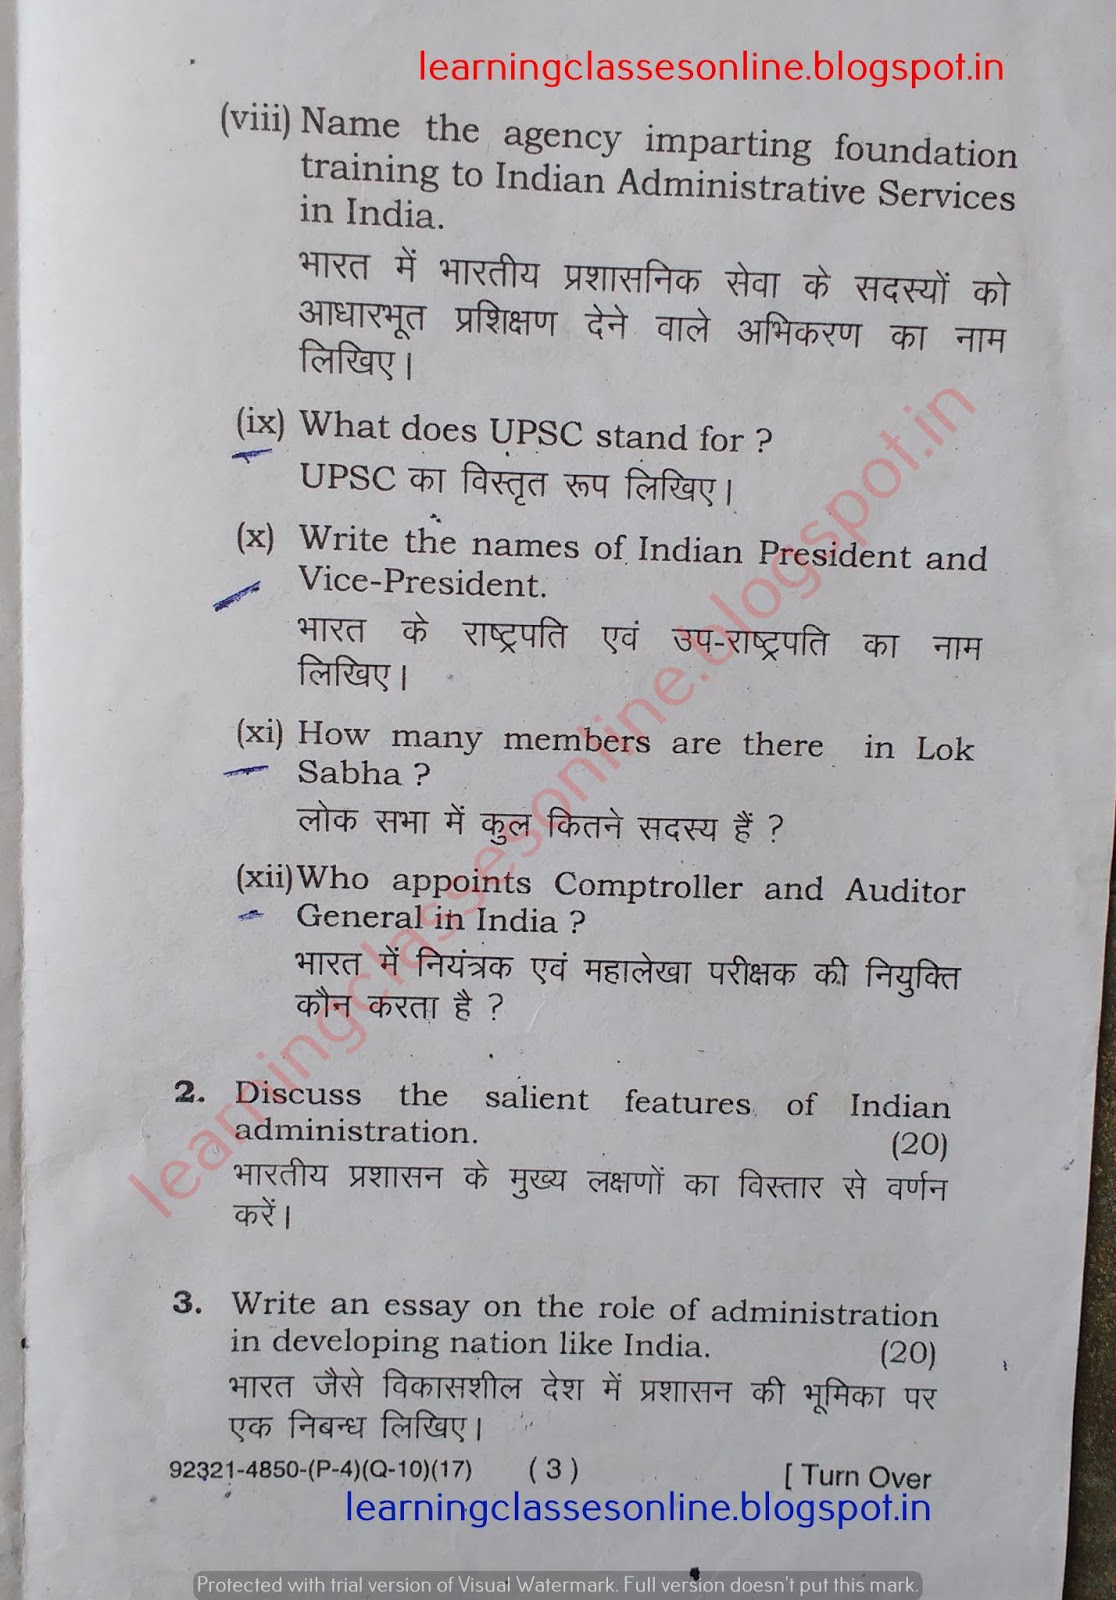 learningclassesonline.blogspot.in
(viii) Name the agency imparting foundation
training to Indian Administrative Services
in India.
भारत में भारतीय प्रशासनिक सेवा के सदस्यों को
आधारभूत प्रशिक्षण देने वाले अभिकरण का नाम
लिखिए।
(ix) What does UPSC stand for ?
UPSC का विस्तृत रूप लिखिए।
(x) Write the names of Indian President and
Vice-President.
भारत के राष्ट्रपति एवं उप-राष्ट्रपति का नाम
लिखिए।
(xi) How many members are there in Lok
Sabha ?
लोक सभा में कुल कितने सदस्य हैं ?
(xii) Who appoints Comptroller and Auditor
General in India ?
भारत में नियंत्रक एवं महालेखा परीक्षक की नियुक्ति
कौन करता है ?
learningclassesonline.blogspot.in
2. Discuss the salient features of Indian
administration. (20)
भारतीय प्रशासन के मुख्य लक्षणों का विस्तार से वर्णन
करें।
3. Write an essay on the role of administration
in developing nation like India. (20)
भारत जैसे विकासशील देश में प्रशासन की भूमिका पर
एक निबन्ध लिखिए।
92321-4850-(P-4)(Q-10)(17) ( 3 ) [ Turn Over
learningclassesonline.blogspot.in
Protected with trial version of Visual Watermark. Full version doesn't put this mark.